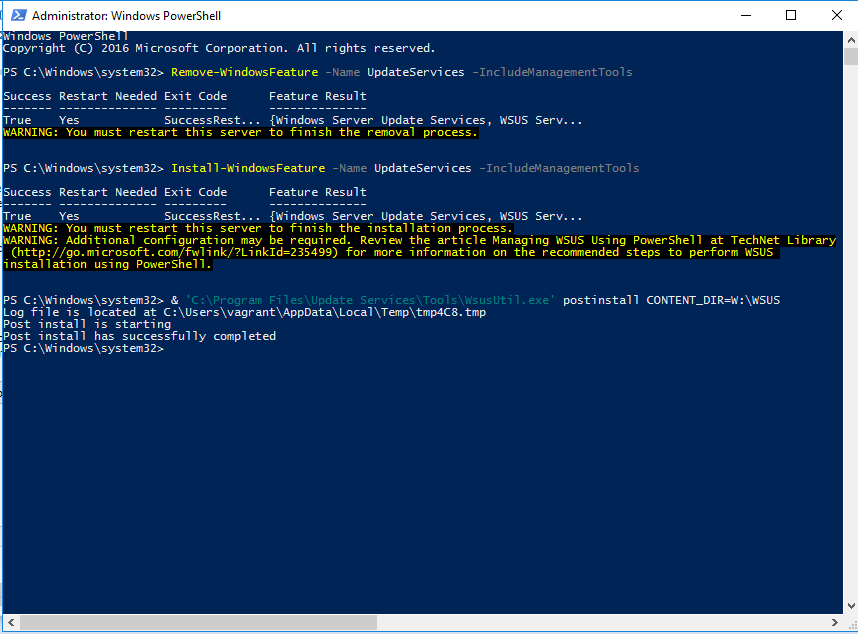 Administrator: Windows PowerShell
Windows PowerShell
Copyright (C) 2016 Microsoft Corporation. All rights reserved.
PS C:\Windows\system32> Remove-WindowsFeature -Name UpdateServices -IncludeManagementTools
Success Restart Needed Exit Code      Feature Result
------- -------------- ---------      --------------
True    Yes            SuccessRest... {Windows Server Update Services, WSUS Serv...
WARNING: You must restart this server to finish the removal process.
PS C:\Windows\system32> Install-WindowsFeature -Name UpdateServices -IncludeManagementTools
Success Restart Needed Exit Code      Feature Result
------- -------------- ---------      --------------
True    Yes            SuccessRest... {Windows Server Update Services, WSUS Serv...
WARNING: You must restart this server to finish the installation process.
WARNING: Additional configuration may be required. Review the article Managing WSUS Using PowerShell at TechNet Library
 (http://go.microsoft.com/fwlink/?LinkId=235499) for more information on the recommended steps to perform WSUS
installation using PowerShell.
PS C:\Windows\system32> & 'C:\Program Files\Update Services\Tools\WsusUtil.exe' postinstall CONTENT_DIR=W:\WSUS
Log file is located at C:\Users\vagrant\AppData\Local\Temp\tmp4C8.tmp
Post install is starting
Post install has successfully completed
PS C:\Windows\system32>